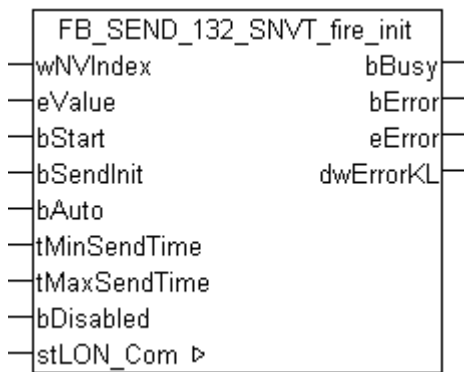 FB_SEND_132_SNVT_fire_init
wNVIndex bBusy
eValue bError
bStart eError
bSendInit dwErrorKL
bAuto
tMinSendTime
tMaxSendTime
bDisabled
stLON_Com ▷